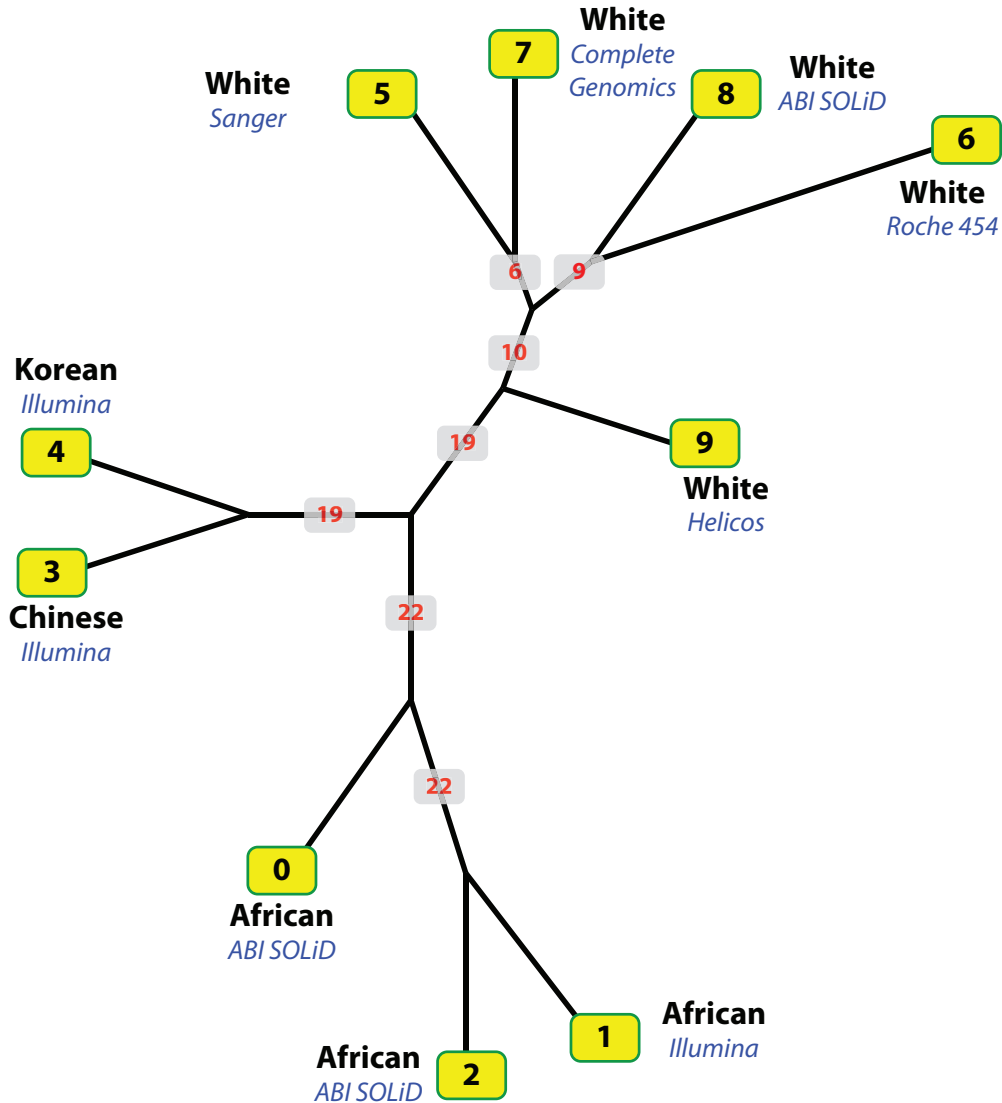 White
Complete
Genomics
7
White
Sanger
5
8
White
ABI SOLiD
6
White
Roche 454
6
9
10
Korean
Illumina
4
19
9
White
Helicos
19
3
Chinese
Illumina
22
22
0
African
ABI SOLiD
African
Illumina
1
African
ABI SOLiD
2